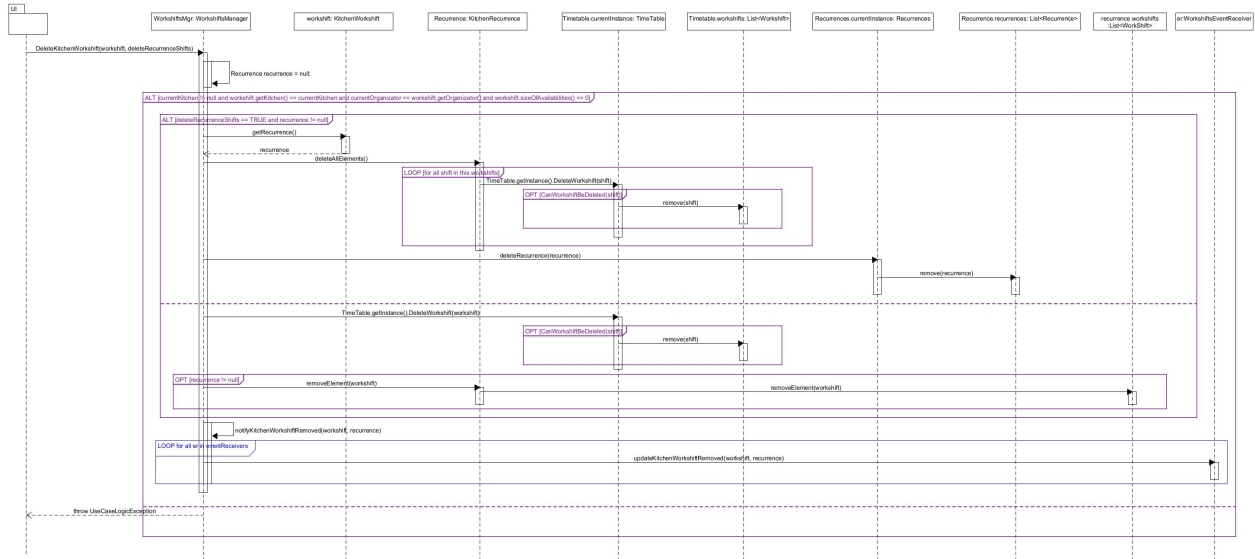 UI
WorkshiftsMgr: WorkshiftsManager
workshift: KitchenWorkshift
Recurrence: KitchenRecurrence
Timetable.currentInstance: TimeTable
Timetable.workshifts: List<Workshift>
Recurrences.currentInstance: Recurrences
Recurrence.recurrences: List<Recurrence>
recurrence.workshifts
:List<WorkShift>
er:WorkshiftsEventReceiver
DeleteKitchenWorkshift(workshift, deleteRecurrenceShifts)
Recurrence recurrence = null;
ALT [currentKitchen != null and workshift.getKitchen() == currentKitchen and currentOrganizator == workshift.getOrganizator() and workshift.sizeOfAvailabilities() == 0]
ALT [deleteRecurrenceShifts == TRUE and recurrence != null]
getRecurrence()
recurrence
deleteAllElements()
LOOP [for all shift in this.workshifts]
TimeTable.getInstance().DeleteWorkshift(shift)
OPT [CanWorkshiftBeDeleted(shift)]
remove(shift)
deleteRecurrence(recurrence)
remove(recurrence)
TimeTable.getInstance().DeleteWorkshift(workshift)
OPT [CanWorkshiftBeDeleted(shift)]
remove(shift)
OPT [recurrence != null]
removeElement(workshift)
removeElement(workshift)
notifyKitchenWorkshiftRemoved(workshift, recurrence)
LOOP for all er in eventReceivers
updateKitchenWorkshiftRemoved(workshift, recurrence)
throw UseCaseLogicException